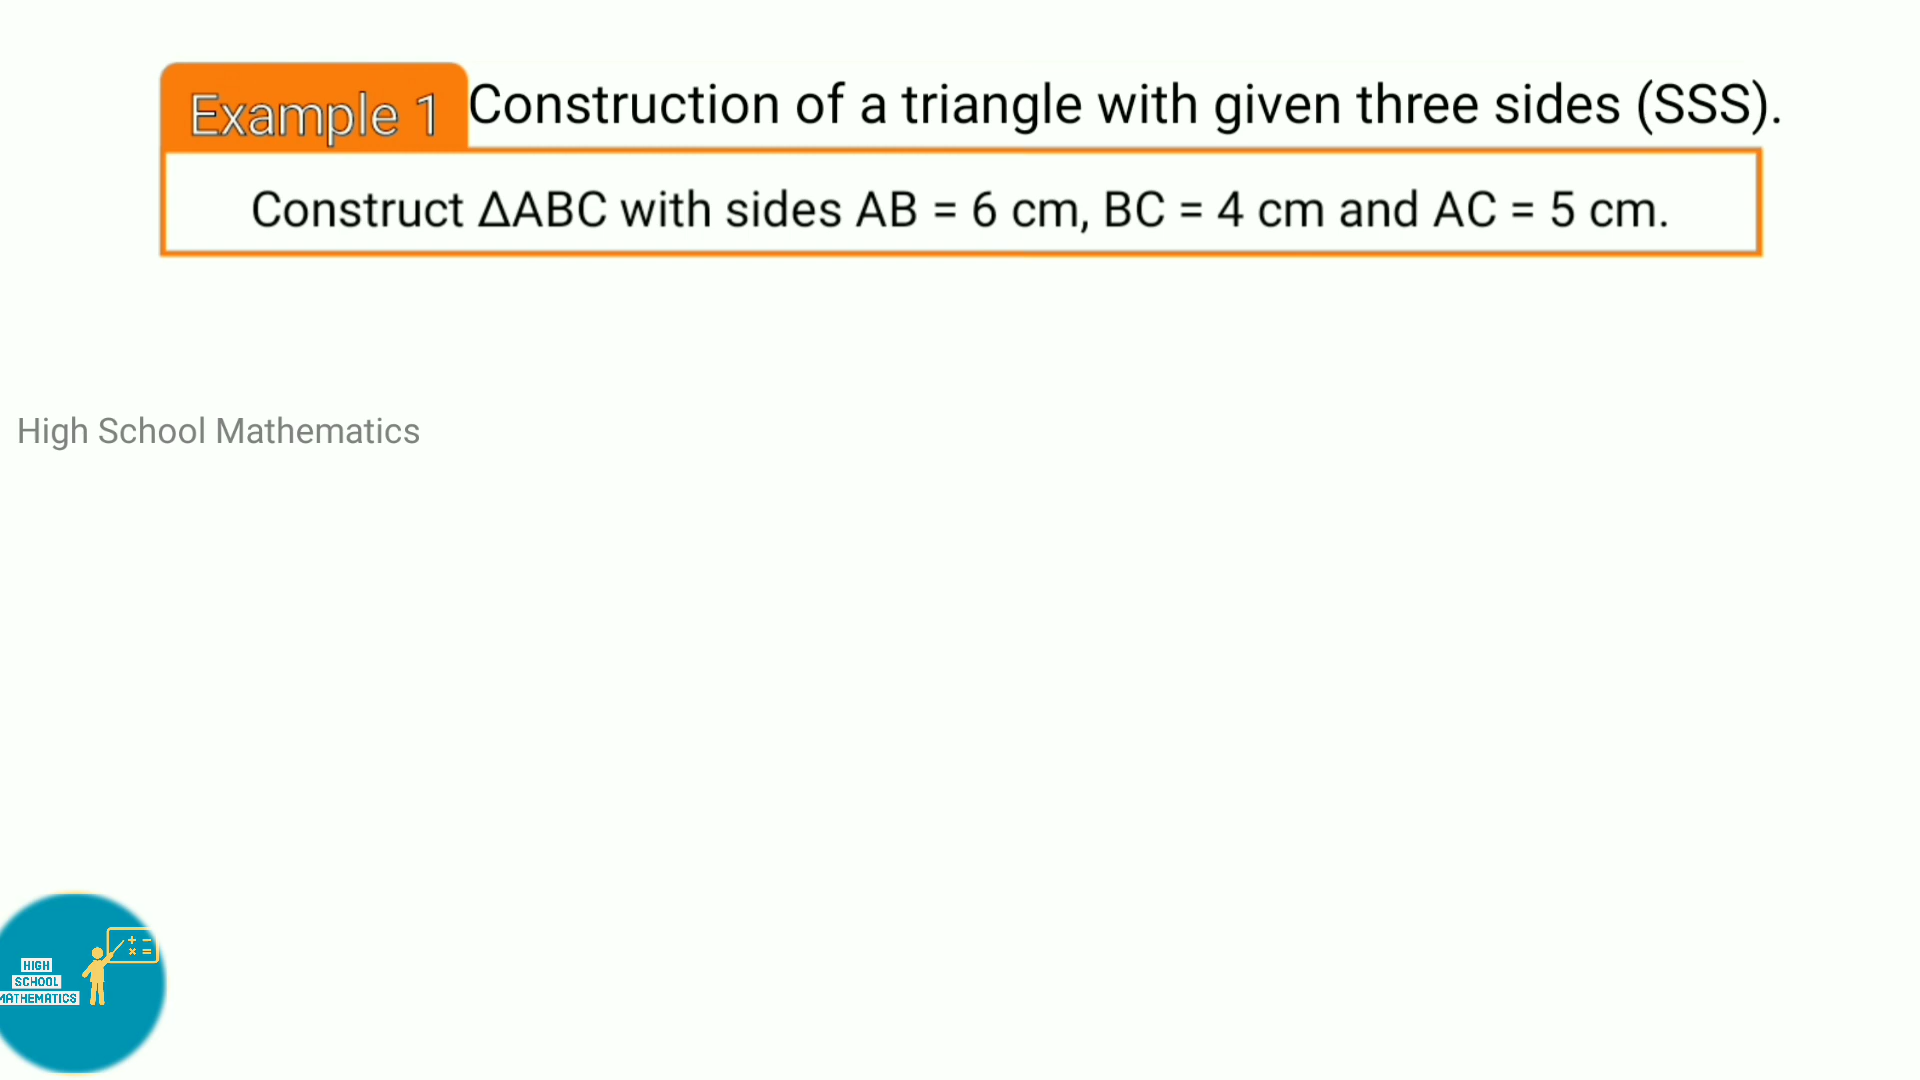 Example 1 Construction of a triangle with given three sides (SSS).
Construct ΔABC with sides AB = 6 cm, BC = 4 cm and AC = 5 cm.
High School Mathematics
+ −
× =
HIGH
SCHOOL
MATHEMATICS